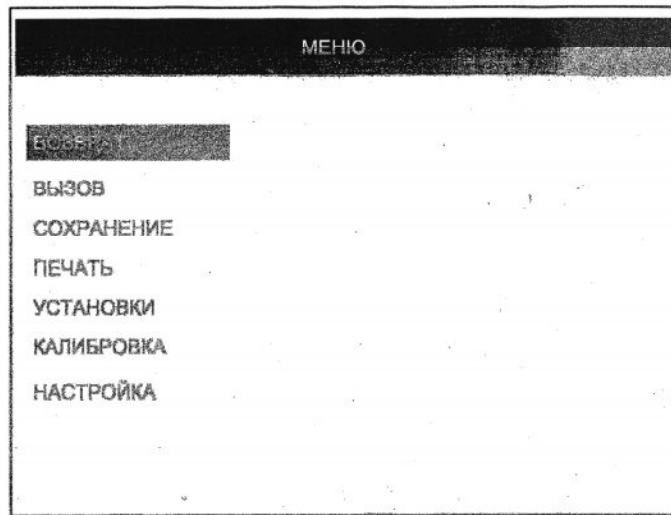 МЕНЮ
ВОЗВРАТ
ВЫЗОВ
СОХРАНЕНИЕ
ПЕЧАТЬ
УСТАНОВКИ
КАЛИБРОВКА
НАСТРОЙКА